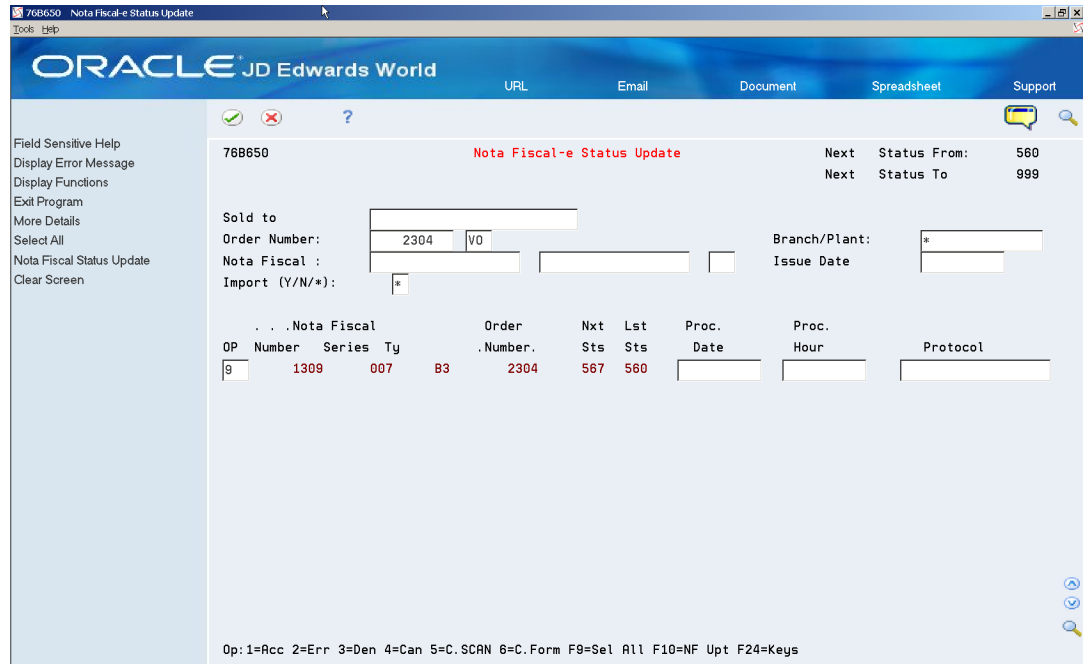 76B650 Nota Fiscal-e Status Update
Tools Help
ORACLE JD Edwards World
URL Email Document Spreadsheet Support
?
Field Sensitive Help
Display Error Message
Display Functions
Exit Program
More Details
Select All
Nota Fiscal Status Update
Clear Screen
76B650 Nota Fiscal-e Status Update Next Status From: 560
Next Status To 999
Sold to
Order Number: 2304 VO Branch/Plant: *
Nota Fiscal : Issue Date
Import (Y/N/*): *
. . .Nota Fiscal Order Nxt Lst Proc. Proc.
OP Number Series Ty .Number. Sts Sts Date Hour Protocol
9 1309 007 B3 2304 567 560
Op:1=Acc 2=Err 3=Den 4=Can 5=C.SCAN 6=C.Form F9=Sel All F10=NF Upt F24=Keys